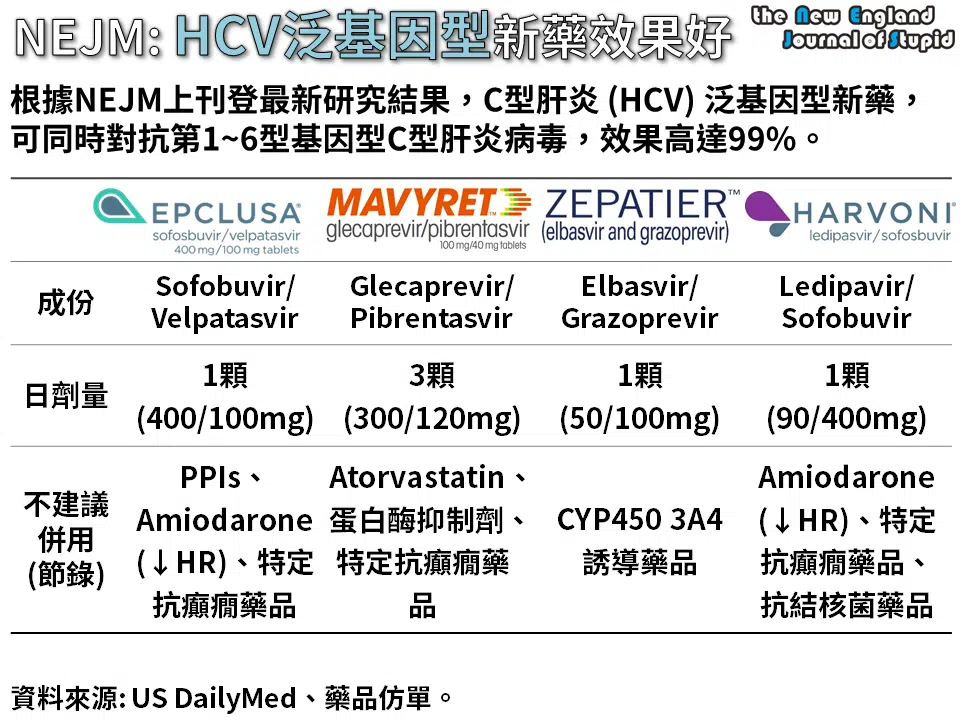 NEJM: HCV泛基因型新藥效果好
the New England
Journal of Stupid
根據NEJM上刊登最新研究結果，C型肝炎 (HCV) 泛基因型新藥，
可同時對抗第1~6型基因型C型肝炎病毒，效果高達99%。
EPCLUSA®
sofosbuvir/velpatasvir
400 mg/100 mg tablets
MAVYRET™
glecaprevir/pibrentasvir
100 mg/40 mg tablets
ZEPATIER™
(elbasvir and grazoprevir)
HARVONI®
ledipasvir/sofosbuvir
成份
Sofobuvir/
Velpatasvir
Glecaprevir/
Pibrentasvir
Elbasvir/
Grazoprevir
Ledipavir/
Sofobuvir
日劑量
1顆
(400/100mg)
3顆
(300/120mg)
1顆
(50/100mg)
1顆
(90/400mg)
不建議
併用
(節錄)
PPIs、
Amiodarone
(↓HR)、特定
抗癲癇藥品
Atorvastatin、
蛋白酶抑制劑、
特定抗癲癇藥
品
CYP450 3A4
誘導藥品
Amiodarone
(↓HR)、特定
抗癲癇藥品、
抗結核菌藥品
資料來源: US DailyMed、藥品仿單。